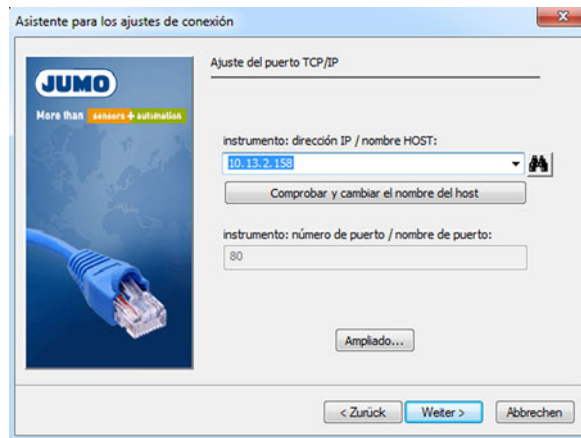 Asistente para los ajustes de conexión
JUMO
More than sensors + automation
Ajuste del puerto TCP/IP
instrumento: dirección IP / nombre HOST:
10.13.2.158
Comprobar y cambiar el nombre del host
instrumento: número de puerto / nombre de puerto:
80
Ampliado...
< Zurück
Weiter >
Abbrechen